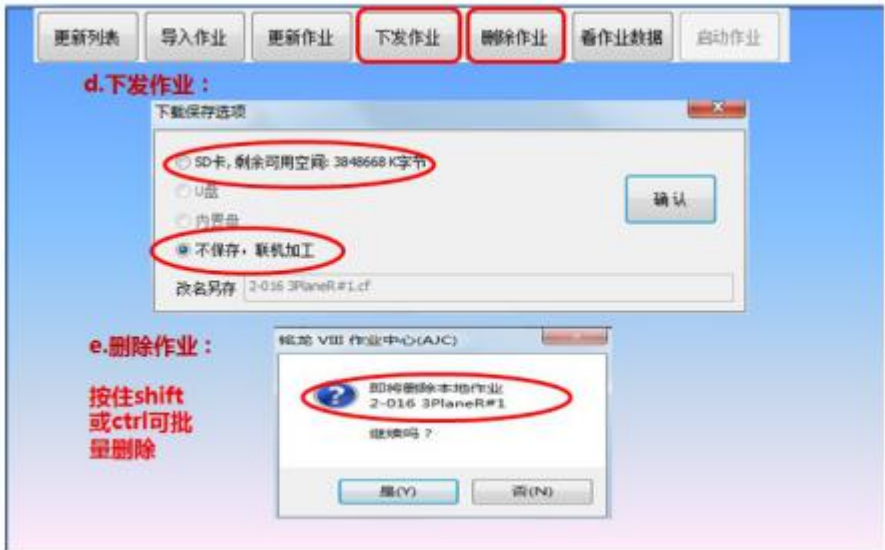 更新列表 导入作业 更新作业 下发作业 删除作业 看作业数据 启动作业
d.下发作业：
下载保存选项
SD卡, 剩余可用空间: 3848668 K字节
U盘
内置盘
不保存，联机加工
确认
改名另存 2-016 3PlaneR#1.cf
e.删除作业：
按住shift
或ctrl可批
量删除
VIII 作业中心(AJC)
即将删除本地作业
2-016 3PlaneR#1
继续吗？
是(Y) 否(N)